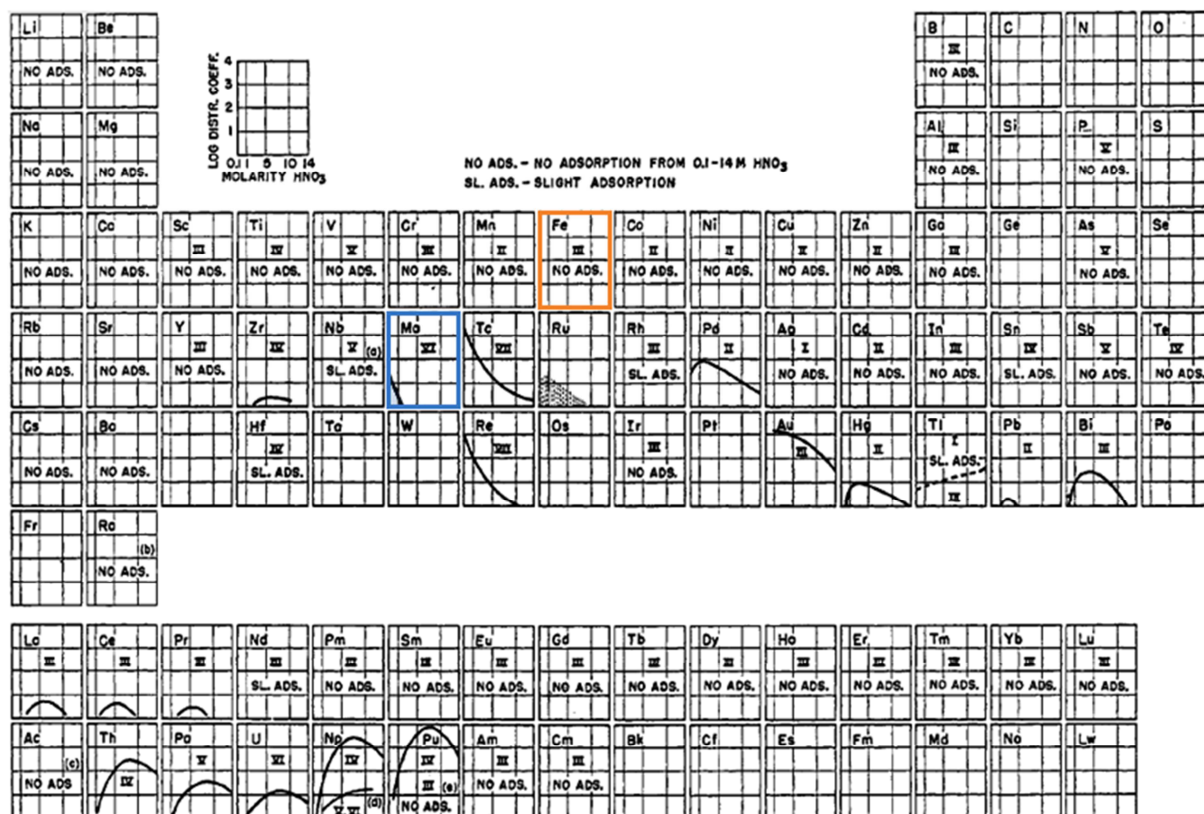 Li Be B C N O
III
NO ADS. NO ADS. NO ADS.
LOG DISTR. COEFF.
4
3
2
1
0.1 1 5 10 14
MOLARITY HNO3
Na Mg Al Si P S
III V
NO ADS. NO ADS. NO ADS. NO ADS.
NO ADS. – NO ADSORPTION FROM 0.1–14 M HNO3
SL. ADS. – SLIGHT ADSORPTION
K Ca Sc Ti V Cr Mn Fe Co Ni Cu Zn Ga Ge As Se
III IV V III II III II II II II III V
NO ADS. NO ADS. NO ADS. NO ADS. NO ADS. NO ADS. NO ADS. NO ADS. NO ADS. NO ADS. NO ADS. NO ADS. NO ADS. NO ADS.
Rb Sr Y Zr Nb Mo Tc Ru Rh Pd Ag Cd In Sn Sb Te
III IV V (a) VI VII III II I II III IV V IV
NO ADS. NO ADS. NO ADS. SL. ADS. SL. ADS. NO ADS. NO ADS. NO ADS. SL. ADS. NO ADS. NO ADS.
Cs Ba Hf Ta W Re Os Ir Pt Au Hg Tl Pb Bi Po
IV VII III III II I II III
NO ADS. NO ADS. SL. ADS. NO ADS. SL. ADS.
III
Fr Ra
(b)
NO ADS.
La Ce Pr Nd Pm Sm Eu Gd Tb Dy Ho Er Tm Yb Lu
III III III III III III III III III III III III III III III
SL. ADS. NO ADS. NO ADS. NO ADS. NO ADS. NO ADS. NO ADS. NO ADS. NO ADS. NO ADS. NO ADS. NO ADS.
Ac Th Pa U Np Pu Am Cm Bk Cf Es Fm Md No Lw
(c) V VI IV IV III III
NO ADS IV III (e) NO ADS. NO ADS.
V VI (d) NO ADS.